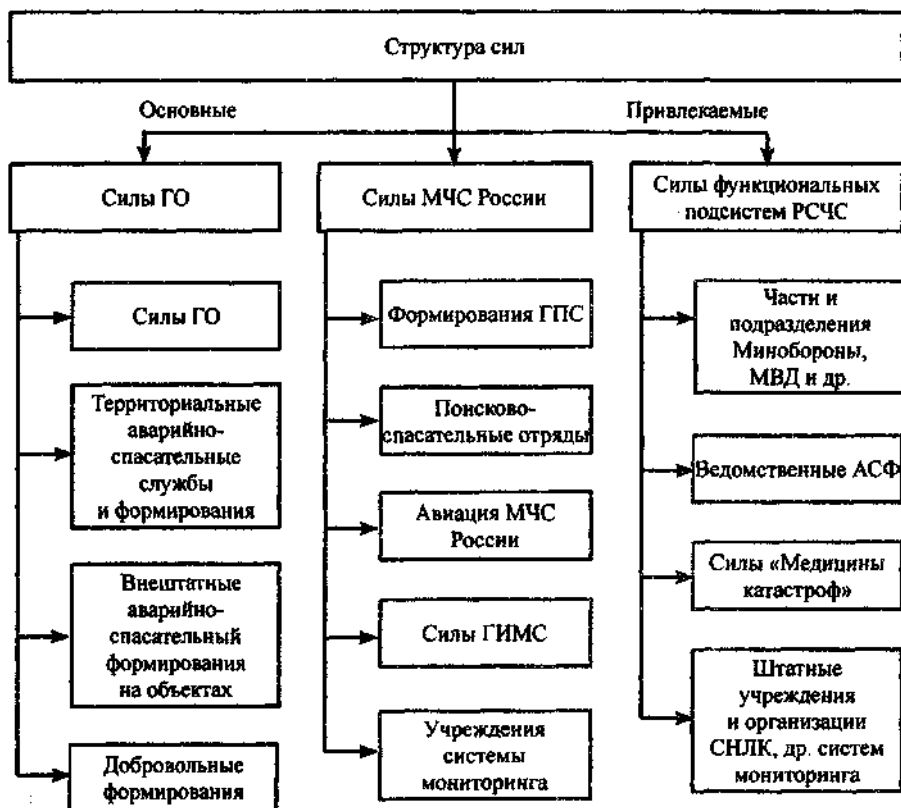 Структура сил
Основные
Привлекаемые
Силы ГО
Силы МЧС России
Силы функциональных
подсистем РСЧС
Силы ГО
Территориальные
аварийно-
спасательные
службы
и формирования
Внештатные
аварийно-
спасательный
формирования
на объектах
Добровольные
формирования
Формирования ГПС
Поисково-
спасательные отряды
Авиация МЧС
России
Силы ГИМС
Учреждения
системы
мониторинга
Части и
подразделения
Минобороны,
МВД и др.
Ведомственные АСФ
Силы «Медицины
катастроф»
Штатные
учреждения
и организации
СНЛК, др. систем
мониторинга